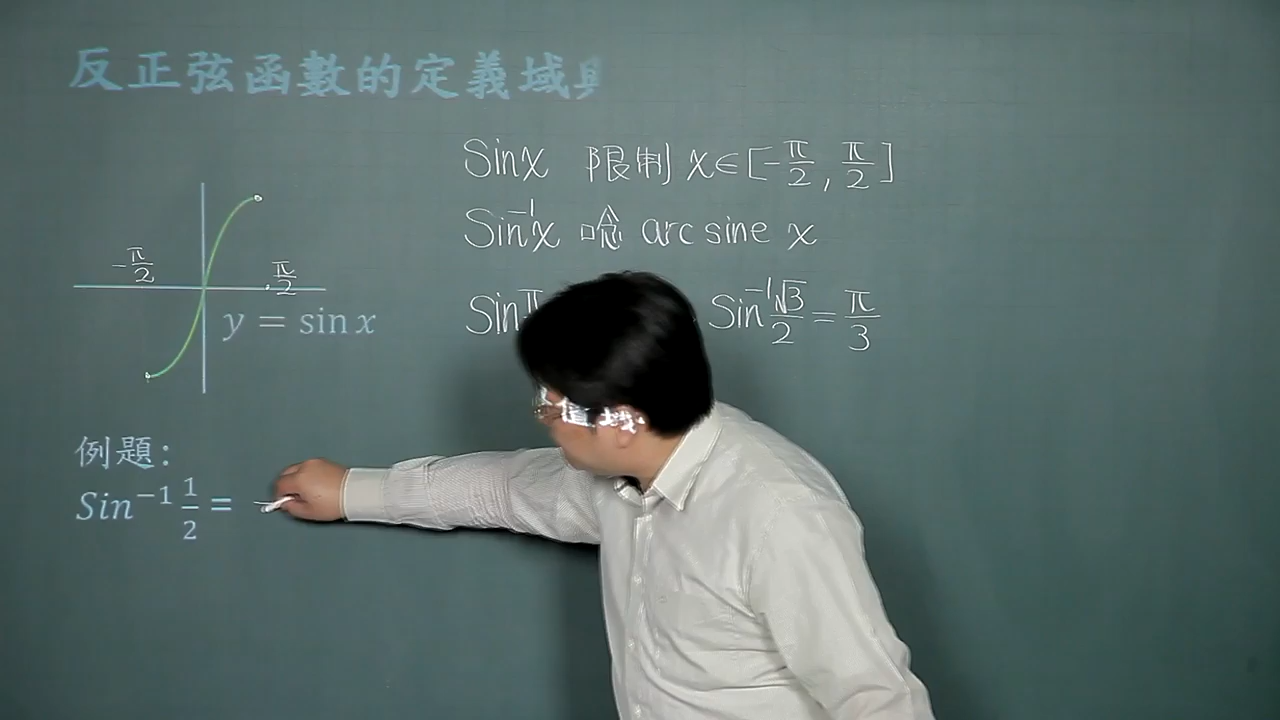 反正弦函數的定義域
Sinx 限制 x∈[-π/2, π/2]
Sin⁻¹x 唸 arc sine x
Sin π Sin⁻¹ √3/2 = π/3
-π/2 π/2
y = sin x
例題:
Sin⁻¹ 1/2 =